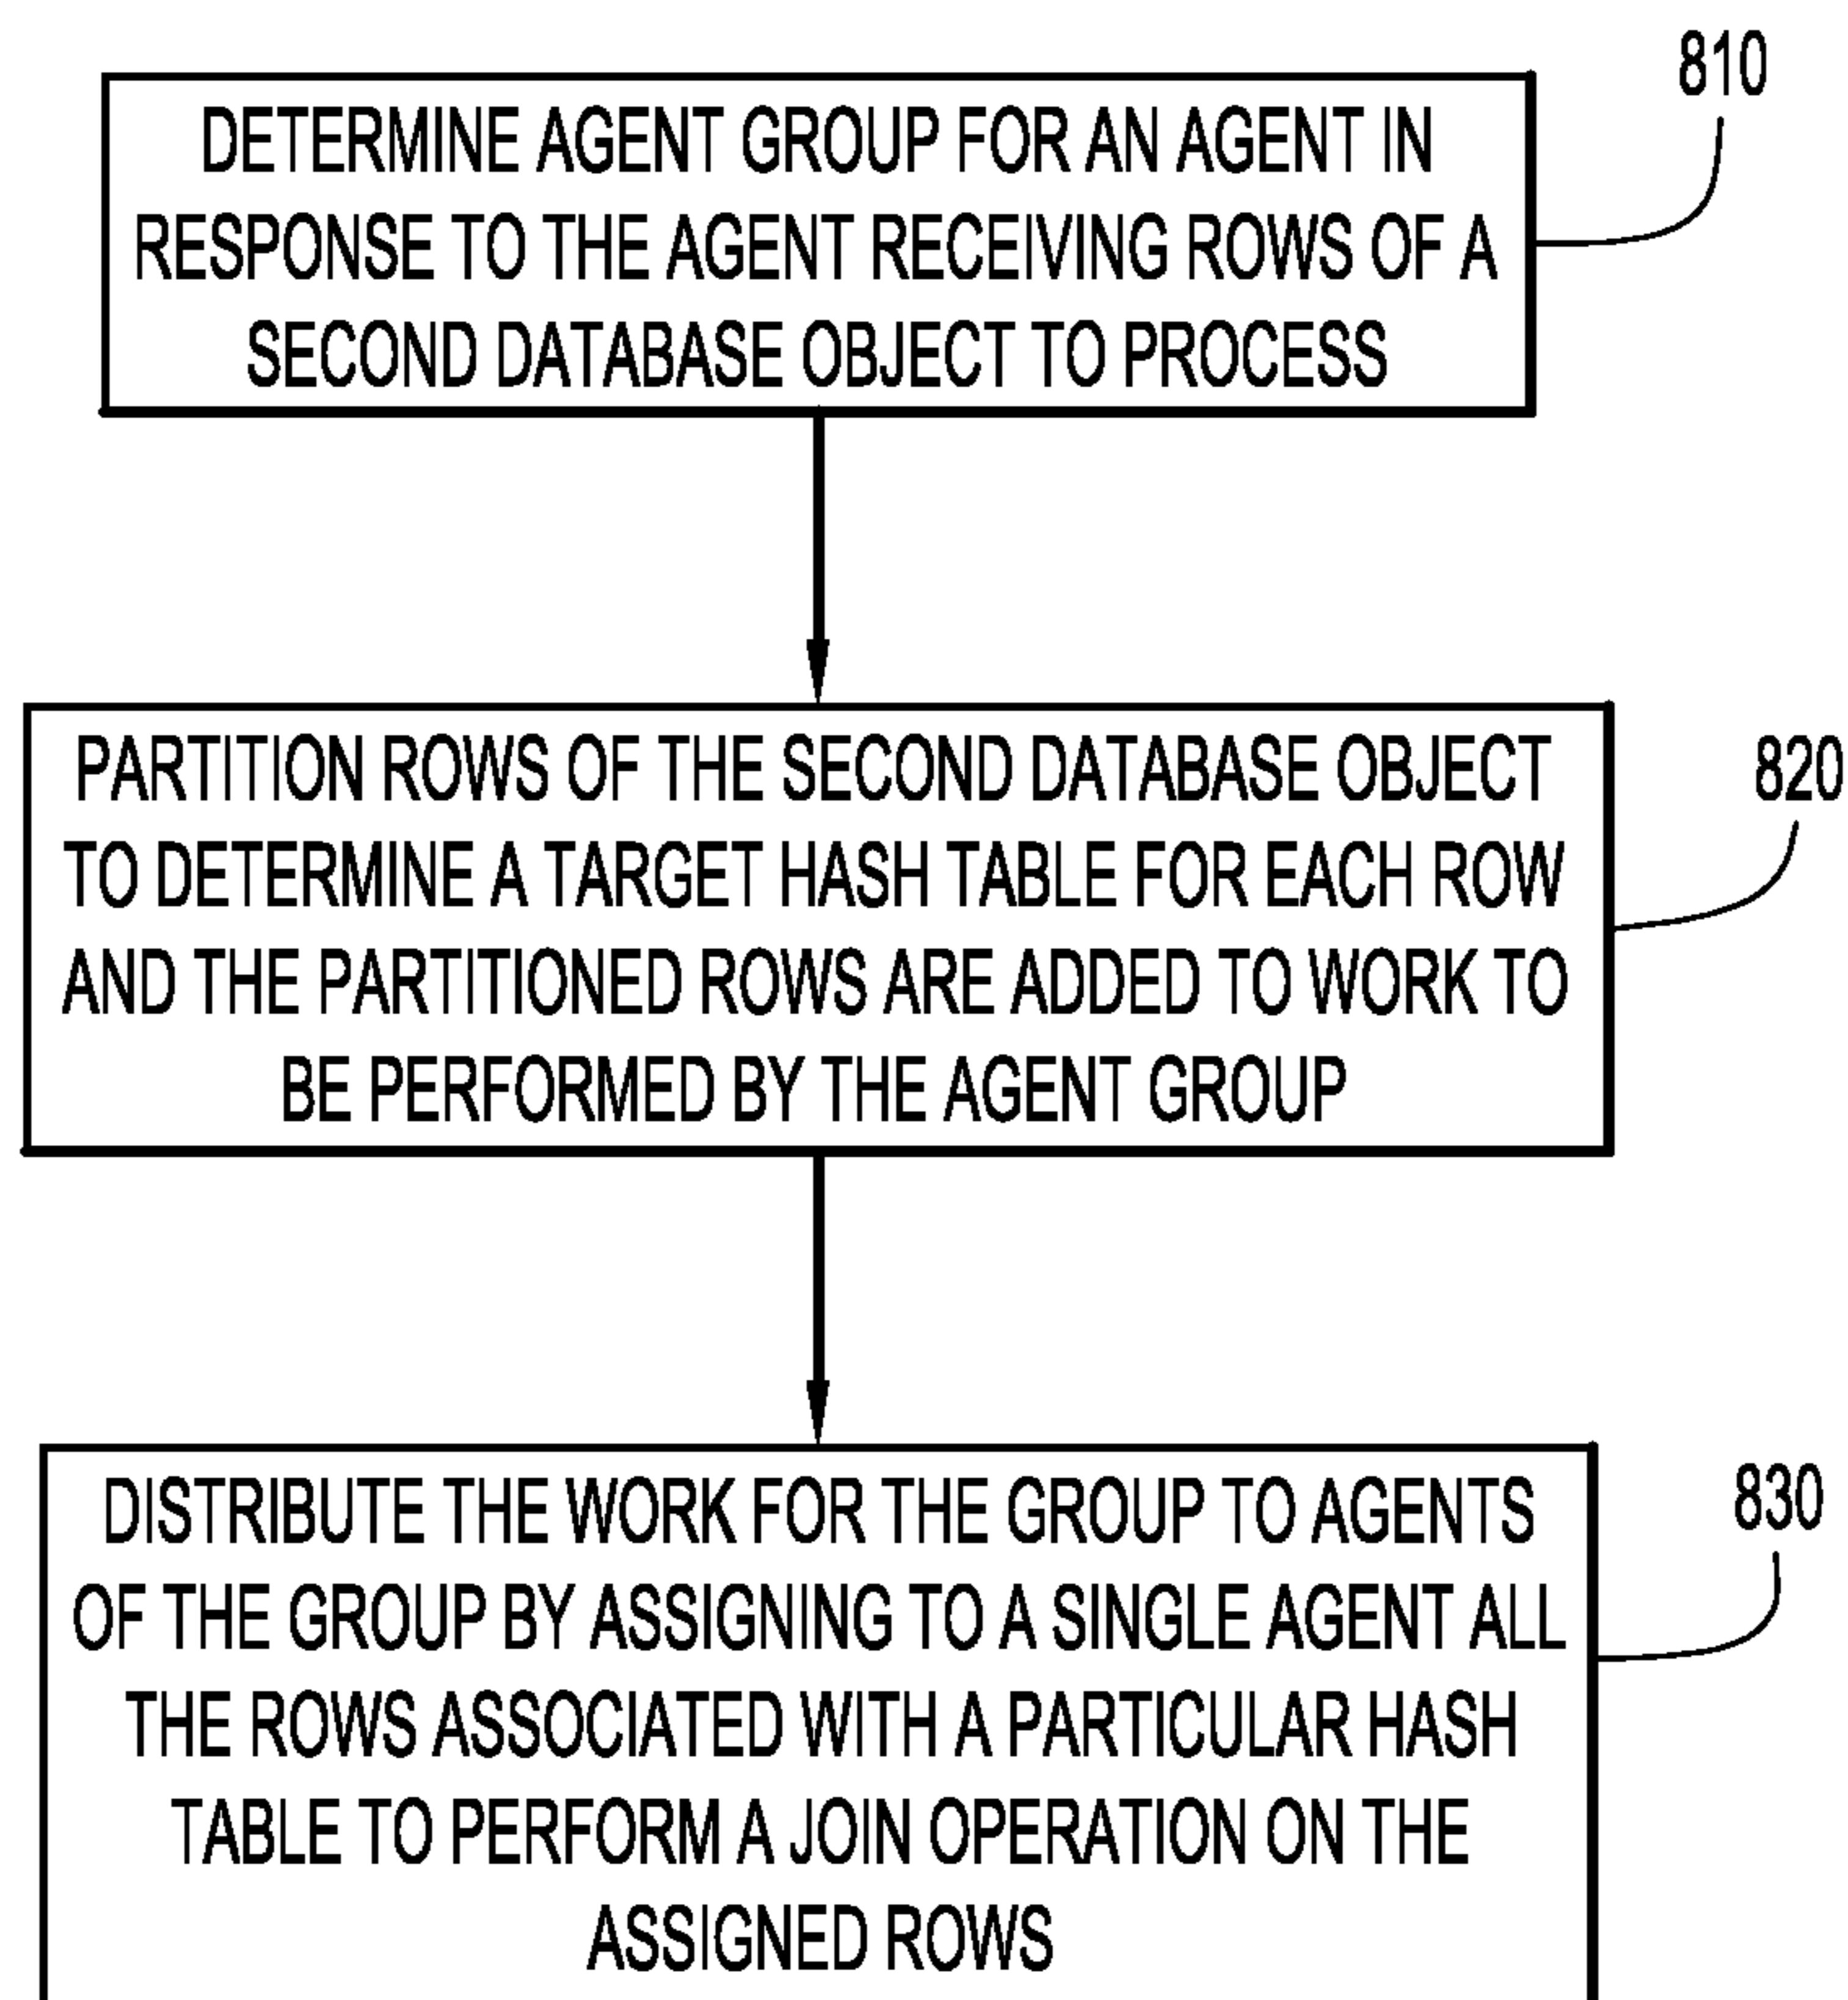 810
DETERMINE AGENT GROUP FOR AN AGENT IN
RESPONSE TO THE AGENT RECEIVING ROWS OF A
SECOND DATABASE OBJECT TO PROCESS
820
PARTITION ROWS OF THE SECOND DATABASE OBJECT
TO DETERMINE A TARGET HASH TABLE FOR EACH ROW
AND THE PARTITIONED ROWS ARE ADDED TO WORK TO
BE PERFORMED BY THE AGENT GROUP
830
DISTRIBUTE THE WORK FOR THE GROUP TO AGENTS
OF THE GROUP BY ASSIGNING TO A SINGLE AGENT ALL
THE ROWS ASSOCIATED WITH A PARTICULAR HASH
TABLE TO PERFORM A JOIN OPERATION ON THE
ASSIGNED ROWS